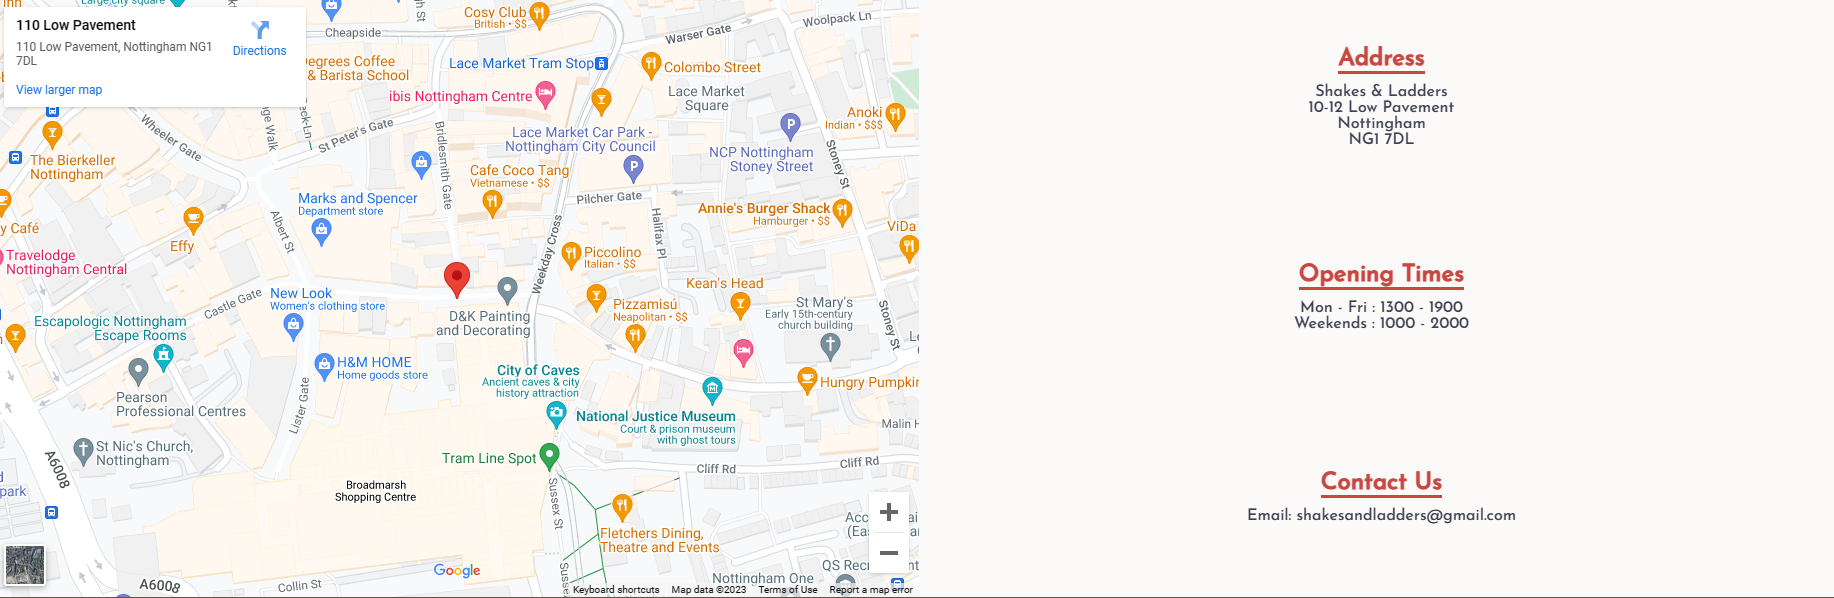 Inn
Large city square
110 Low Pavement
110 Low Pavement, Nottingham NG1
7DL
Directions
View larger map
Cosy Club
British • $$
Cheapside
Warser Gate
Woolpack Ln
Degrees Coffee
& Barista School
Lace Market Tram Stop
Colombo Street
ibis Nottingham Centre
Lace Market
Square
Anoki
Indian • $$$
Wheeler Gate
St Peter's Gate
Bridlesmith Gate
Lace Market Car Park -
Nottingham City Council
NCP Nottingham
Stoney Street
Stoney St
The Bierkeller
Nottingham
Cafe Coco Tang
Vietnamese • $$
Pilcher Gate
Marks and Spencer
Department store
Albert St
Halifax Pl
Annie's Burger Shack
Hamburger • $$
ViDa
y Café
Effy
Travelodge
Nottingham Central
Weekday Cross
Piccolino
Italian • $$
Kean's Head
Castle Gate
New Look
Women's clothing store
Pizzamisú
Neapolitan • $$
St Mary's
Early 15th-century
church building
Stoney St
D&K Painting
and Decorating
Escapologic Nottingham
Escape Rooms
H&M HOME
Home goods store
City of Caves
Ancient caves & city
history attraction
Hungry Pumpkin
Pearson
Professional Centres
Lister Gate
National Justice Museum
Court & prison museum
with ghost tours
Malin H
St Nic's Church,
Nottingham
A6008
Tram Line Spot
Cliff Rd
Cliff Rd
park
Broadmarsh
Shopping Centre
Sussex St
Fletchers Dining,
Theatre and Events
Sussex
Google
A6008
Collin St
Nottingham One
QS Recruitment
Keyboard shortcuts
Map data ©2023
Terms of Use
Report a map error
Address
Shakes & Ladders
10-12 Low Pavement
Nottingham
NG1 7DL
Opening Times
Mon - Fri : 1300 - 1900
Weekends : 1000 - 2000
Contact Us
Email: shakesandladders@gmail.com